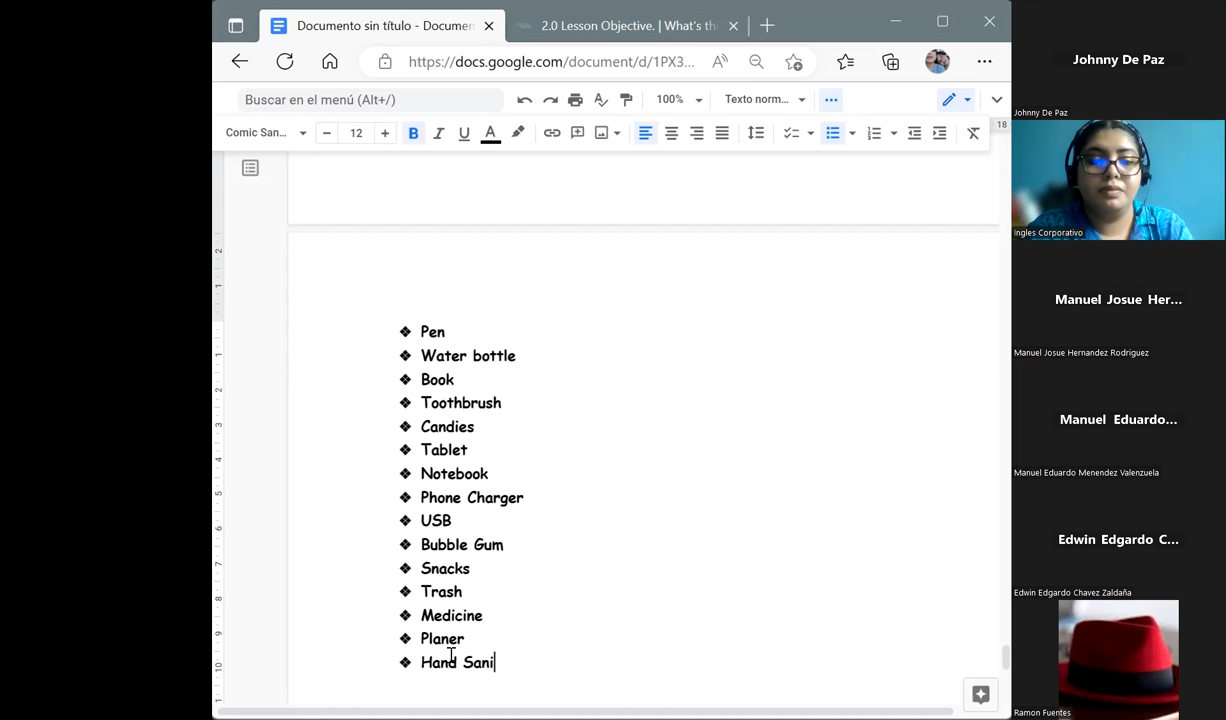 Documento sin título - Documen
2.0 Lesson Objective. | What's th
https://docs.google.com/document/d/1PX3...
Buscar en el menú (Alt+/)
100%
Texto norm...
Comic San...
12
18
Pen
Water bottle
Book
Toothbrush
Candies
Tablet
Notebook
Phone Charger
USB
Bubble Gum
Snacks
Trash
Medicine
Planer
Hand Sani
Johnny De Paz
Johnny De Paz
Ingles Corporativo
Manuel Josue Her...
Manuel Josue Hernandez Rodriguez
Manuel Eduardo...
Manuel Eduardo Menendez Valenzuela
Edwin Edgardo C...
Edwin Edgardo Chavez Zaldaña
Ramon Fuentes